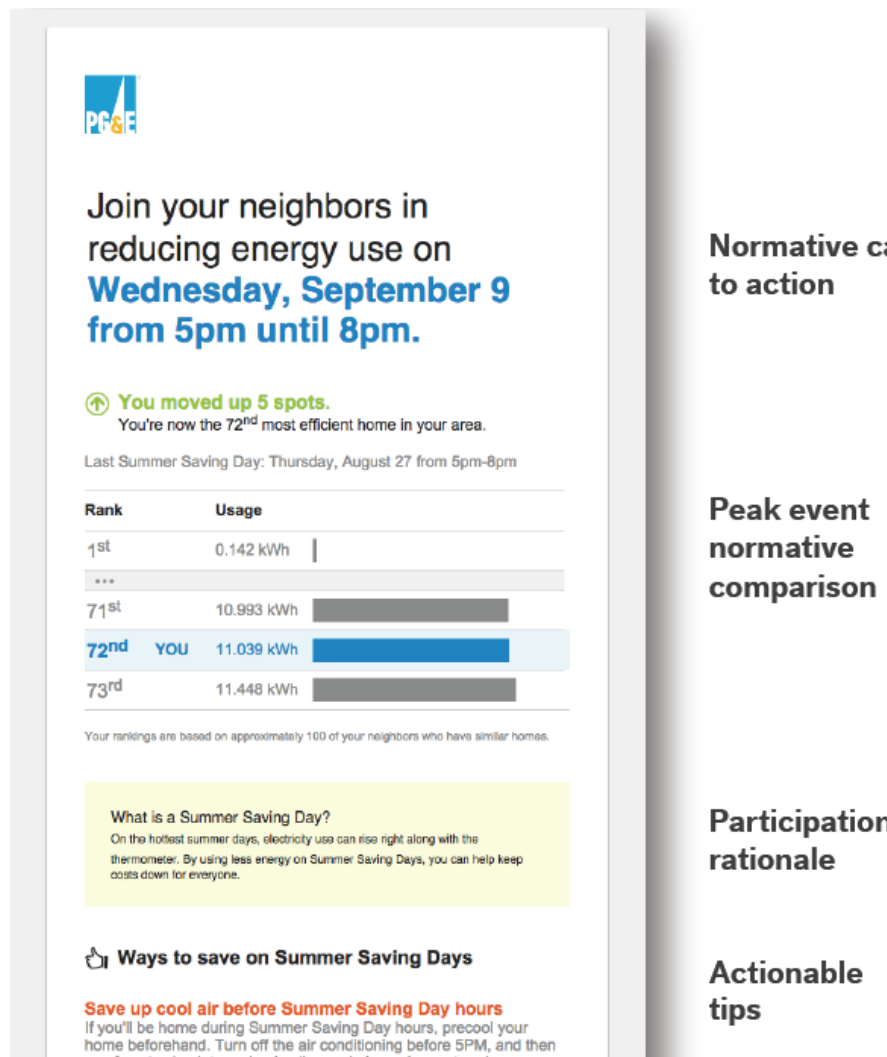 PG&E
Join your neighbors in
reducing energy use on
Wednesday, September 9
from 5pm until 8pm.
You moved up 5 spots.
You're now the 72nd most efficient home in your area.
Last Summer Saving Day: Thursday, August 27 from 5pm-8pm
Rank Usage
1st 0.142 kWh
...
71st 10.993 kWh
72nd YOU 11.039 kWh
73rd 11.448 kWh
Your rankings are based on approximately 100 of your neighbors who have similar homes.
What is a Summer Saving Day?
On the hottest summer days, electricity use can rise right along with the
thermometer. By using less energy on Summer Saving Days, you can help keep
costs down for everyone.
Ways to save on Summer Saving Days
Save up cool air before Summer Saving Day hours
If you'll be home during Summer Saving Day hours, precool your
home beforehand. Turn off the air conditioning before 5PM, and then
Normative ca
to action
Peak event
normative
comparison
Participation
rationale
Actionable
tips